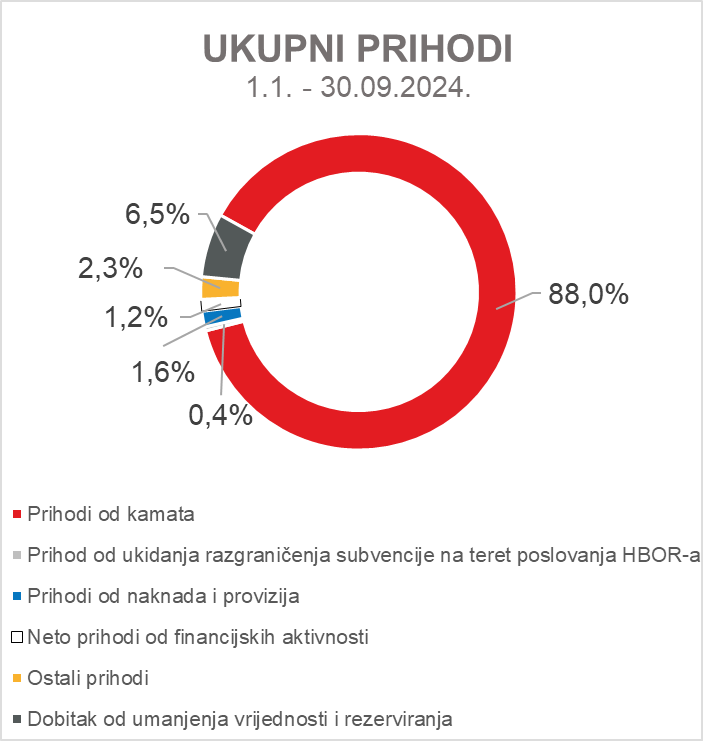 UKUPNI PRIHODI
1.1. - 30.09.2024.
6,5%
2,3%
88,0%
1,2%
1,6%
0,4%
Prihodi od kamata
Prihod od ukidanja razgraničenja subvencije na teret poslovanja HBOR-a
Prihodi od naknada i provizija
Neto prihodi od financijskih aktivnosti
Ostali prihodi
Dobitak od umanjenja vrijednosti i rezerviranja